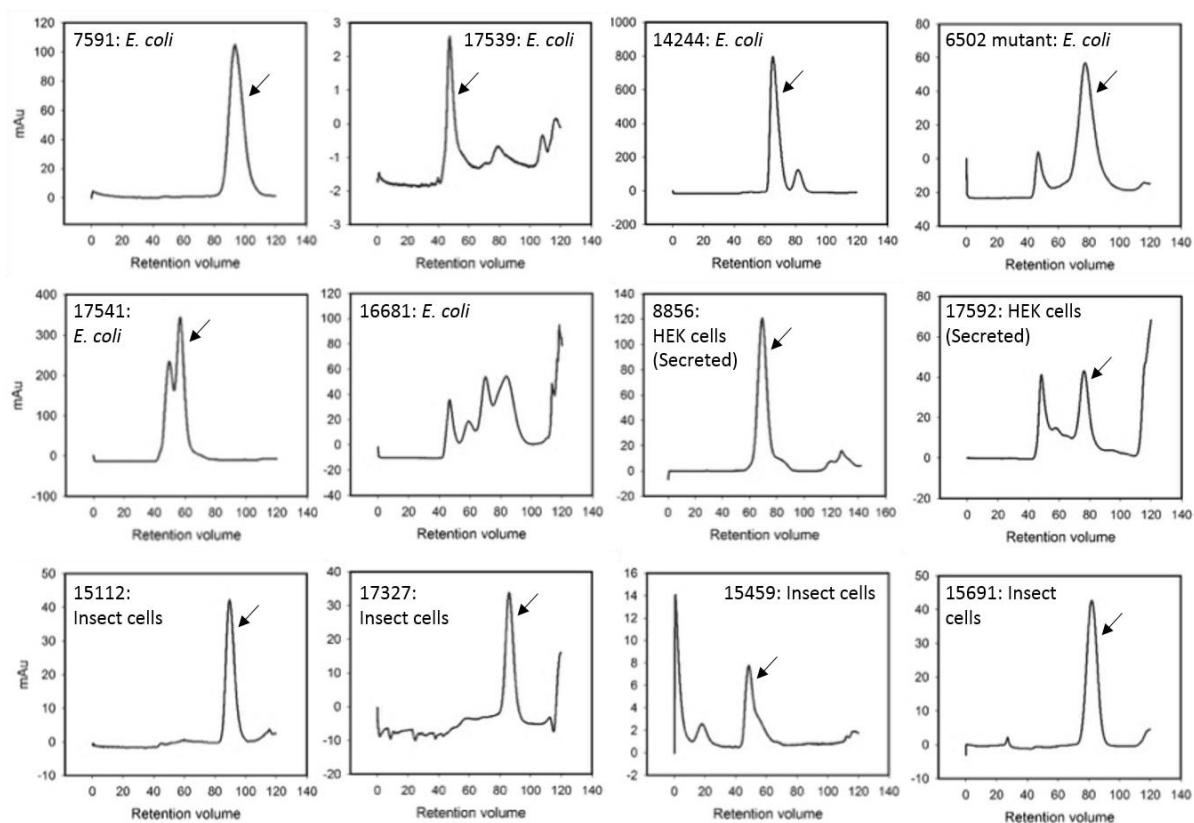 7591: E. coli
17539: E. coli
14244: E. coli
6502 mutant: E. coli
mAu
120
100
80
60
40
20
0
0 20 40 60 80 100 120 140
Retention volume
3
2
1
0
-1
-2
-3
0 20 40 60 80 100 120 140
Retention volume
1000
800
600
400
200
0
-200
0 20 40 60 80 100 120 140
Retention volume
80
60
40
20
0
20
40
0 20 40 60 80 100 120 140
Retention volume
17541:
E. coli
16681: E. coli
8856:
HEK cells
(Secreted)
17592: HEK cells
(Secreted)
mAu
400
300
200
100
0
-100
0 20 40 60 80 100 120 140
Retention volume
120
100
80
60
40
20
0
-20
-40
0 20 40 60 80 100 120 140
Retention volume
140
120
100
80
60
40
20
0
-20
0 20 40 60 80 100 120 140 160
Retention volume
80
60
40
20
0
-20
0 20 40 60 80 100 120 140
Retention volume
15112:
Insect cells
17327:
Insect cells
15459: Insect cells
15691: Insect
cells
mAu
50
40
30
20
10
0
-10
0 20 40 60 80 100 120 140
Retention volume
40
30
20
10
0
-10
-20
0 20 40 60 80 100 120 140
Retention volume
16
14
12
10
8
6
4
2
0
-2
0 20 40 60 80 100 120 140
Retention volume
50
40
30
20
10
0
-10
0 20 40 60 80 100 120 140
Retention volume